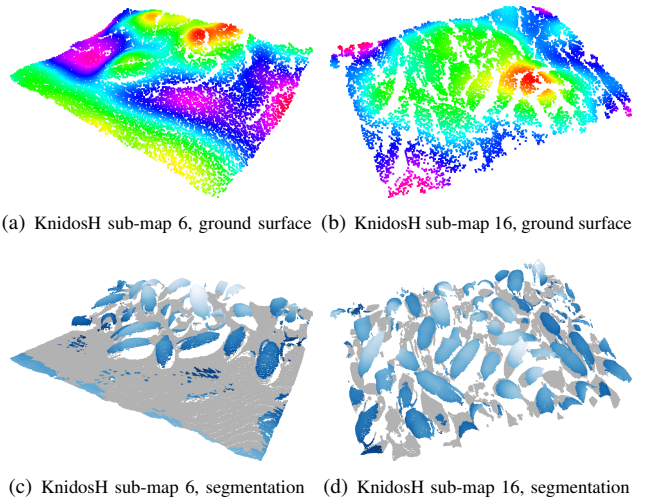 (a) KnidosH sub-map 6, ground surface (b) KnidosH sub-map 16, ground surface
(c) KnidosH sub-map 6, segmentation (d) KnidosH sub-map 16, segmentation